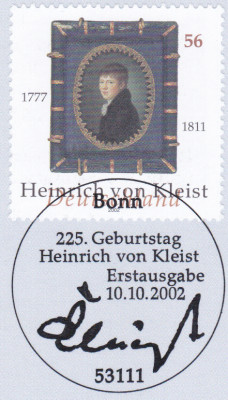 56
1777
1811
Heinrich von Kleist
Deutschland
2002
Bonn
225. Geburtstag
Heinrich von Kleist
Erstausgabe
10.10.2002
Kleist
53111